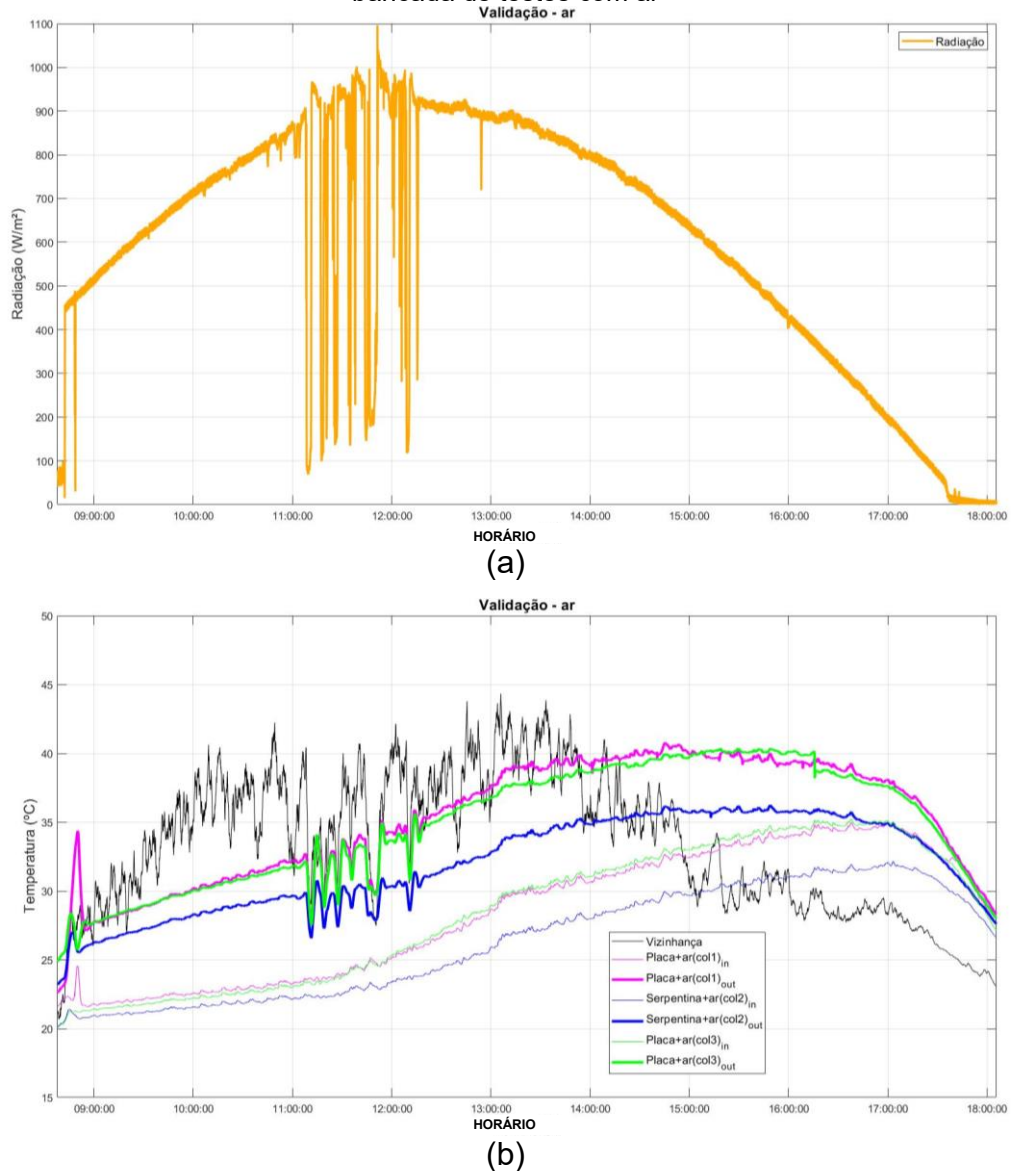 bancada de testes com ar
Validação - ar
Radiação
1100
1000
900
800
700
600
500
400
300
200
100
0
Radiação (W/m²)
09:00:00 10:00:00 11:00:00 12:00:00 13:00:00 14:00:00 15:00:00 16:00:00 17:00:00 18:00:00
HORÁRIO
(a)
Validação - ar
50
45
40
35
30
25
20
15
Temperatura (ºC)
Vizinhança
Placa+ar(col1)in
Placa+ar(col1)out
Serpentina+ar(col2)in
Serpentina+ar(col2)out
Placa+ar(col3)in
Placa+ar(col3)out
09:00:00 10:00:00 11:00:00 12:00:00 13:00:00 14:00:00 15:00:00 16:00:00 17:00:00 18:00:00
HORÁRIO
(b)